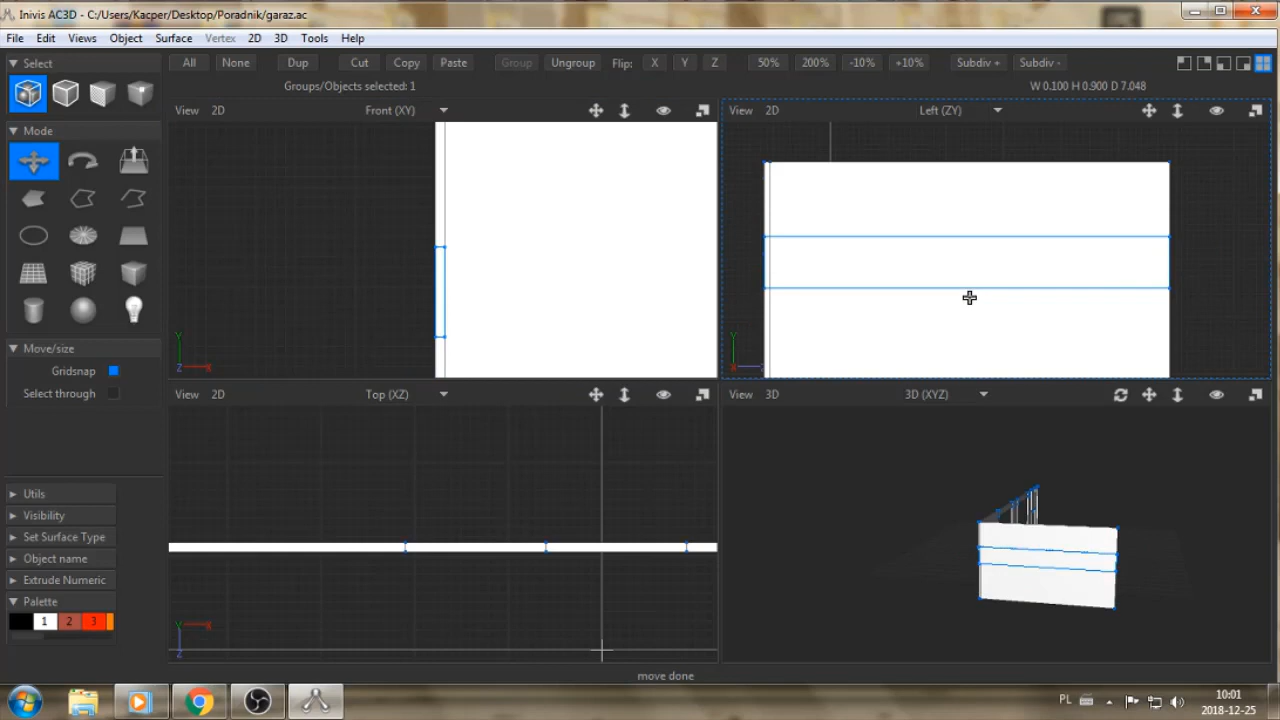 Inivis AC3D - C:/Users/Kacper/Desktop/Poradnik/garaz.ac
File Edit Views Object Surface Vertex 2D 3D Tools Help
Select All None Dup Cut Copy Paste Group Ungroup Flip: X Y Z 50% 200% -10% +10% Subdiv+ Subdiv-
Groups/Objects selected: 1 W 0.100 H 0.900 D 7.048
View 2D Front (XY) View 2D Left (ZY)
Mode
Y
Z X
Y
X
Move/size
Gridsnap
Select through
View 2D Top (XZ) View 3D 3D (XYZ)
Utils
Visibility
Set Surface Type
Object name
Extrude Numeric
Palette
1 2 3
Y X
Z
move done
PL 10:01
2018-12-25